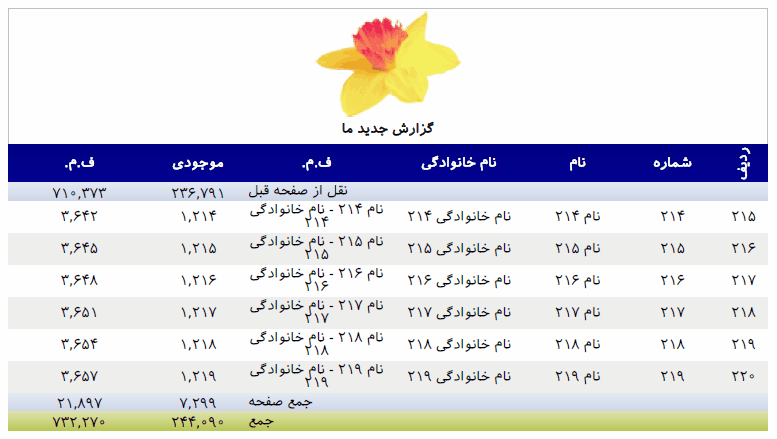 گزارش جدید ما
ردیف شماره نام نام خانوادگی ف.م. موجودی ف.م.
نقل از صفحه قبل ۲۳۶,۷۹۱ ۷۱۰,۳۷۳
۲۱۵ ۲۱۴ نام ۲۱۴ نام خانوادگی ۲۱۴ نام ۲۱۴ - نام خانوادگی ۲۱۴ ۱,۲۱۴ ۳,۶۴۲
۲۱۶ ۲۱۵ نام ۲۱۵ نام خانوادگی ۲۱۵ نام ۲۱۵ - نام خانوادگی ۲۱۵ ۱,۲۱۵ ۳,۶۴۵
۲۱۷ ۲۱۶ نام ۲۱۶ نام خانوادگی ۲۱۶ نام ۲۱۶ - نام خانوادگی ۲۱۶ ۱,۲۱۶ ۳,۶۴۸
۲۱۸ ۲۱۷ نام ۲۱۷ نام خانوادگی ۲۱۷ نام ۲۱۷ - نام خانوادگی ۲۱۷ ۱,۲۱۷ ۳,۶۵۱
۲۱۹ ۲۱۸ نام ۲۱۸ نام خانوادگی ۲۱۸ نام ۲۱۸ - نام خانوادگی ۲۱۸ ۱,۲۱۸ ۳,۶۵۴
۲۲۰ ۲۱۹ نام ۲۱۹ نام خانوادگی ۲۱۹ نام ۲۱۹ - نام خانوادگی ۲۱۹ ۱,۲۱۹ ۳,۶۵۷
جمع صفحه ۷,۲۹۹ ۲۱,۸۹۷
جمع ۲۴۴,۰۹۰ ۷۳۲,۲۷۰